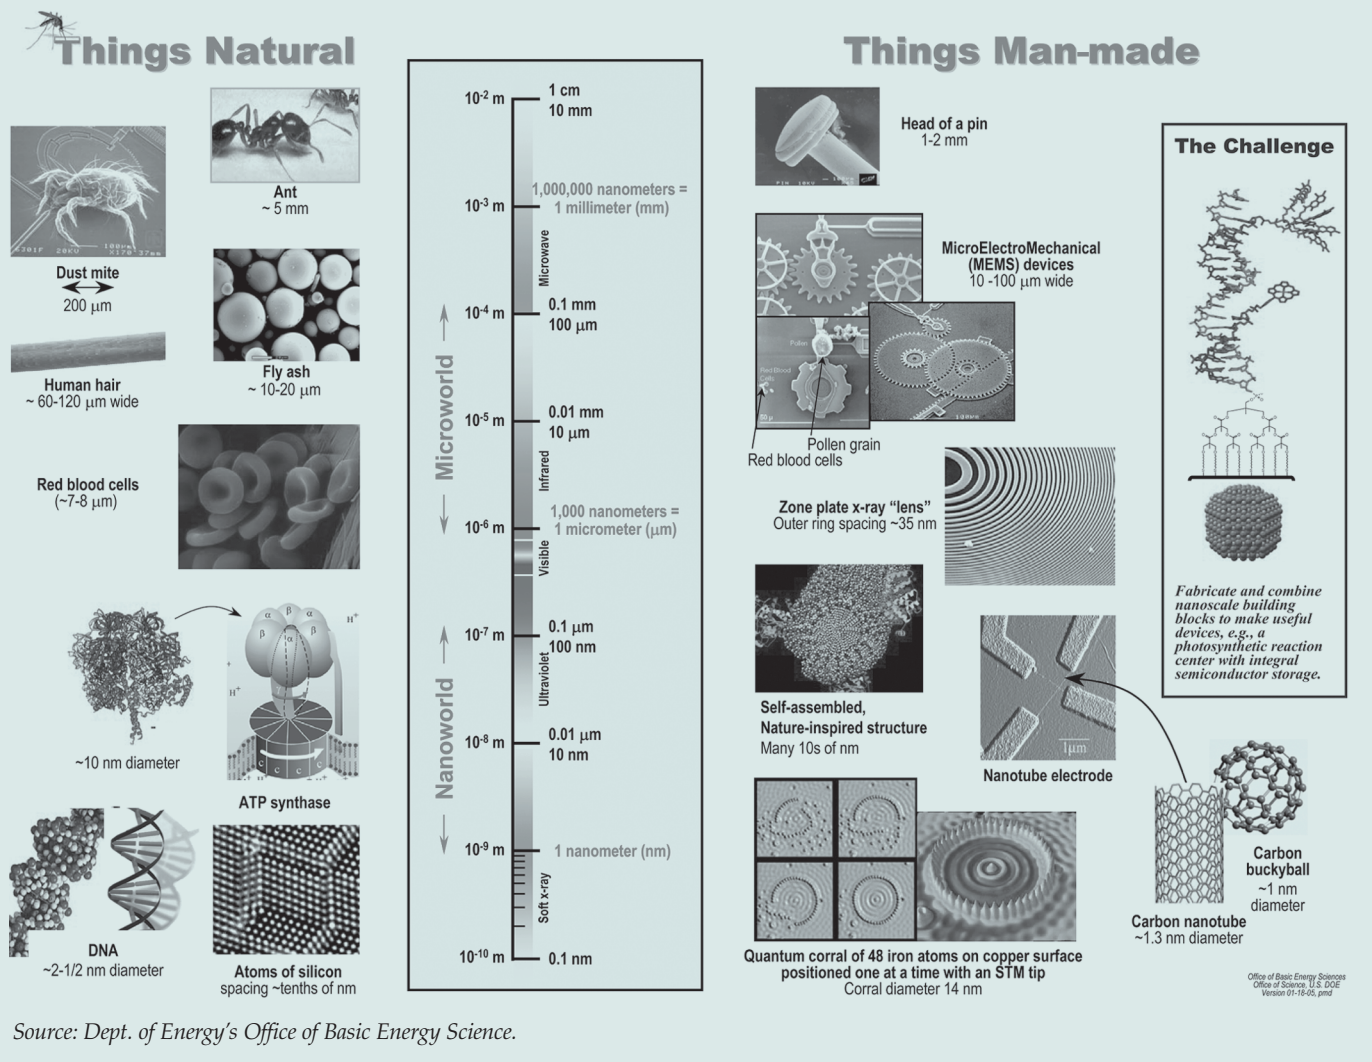 Things Natural
Things Man-made
Ant
~ 5 mm
100µm
Dust mite
200 µm
Human hair
~ 60-120 µm wide
Fly ash
~ 10-20 µm
Red blood cells
(~7-8 µm)
α
β
α
β
α
β
H⁺
H⁺
C
C
C
C
~10 nm diameter
ATP synthase
DNA
~2-1/2 nm diameter
Atoms of silicon
spacing ~tenths of nm
10⁻² m
1 cm
10 mm
1,000,000 nanometers =
10⁻³ m
1 millimeter (mm)
Microwave
10⁻⁴ m
0.1 mm
100 µm
Microworld
10⁻⁵ m
0.01 mm
10 µm
Infrared
1,000 nanometers =
10⁻⁶ m
1 micrometer (µm)
Visible
10⁻⁷ m
0.1 µm
100 nm
Ultraviolet
Nanoworld
10⁻⁸ m
0.01 µm
10 nm
10⁻⁹ m
1 nanometer (nm)
Soft x-ray
10⁻¹⁰ m
0.1 nm
Head of a pin
1-2 mm
MicroElectroMechanical
(MEMS) devices
10 -100 µm wide
Pollen
Red Blood
Cells
Pollen grain
Red blood cells
Zone plate x-ray “lens”
Outer ring spacing ~35 nm
Self-assembled,
Nature-inspired structure
Many 10s of nm
1µm
Nanotube electrode
Quantum corral of 48 iron atoms on copper surface
positioned one at a time with an STM tip
Corral diameter 14 nm
Carbon nanotube
~1.3 nm diameter
Carbon
buckyball
~1 nm
diameter
The Challenge
Fabricate and combine
nanoscale building
blocks to make useful
devices, e.g., a
photosynthetic reaction
center with integral
semiconductor storage.
Office of Basic Energy Sciences
Office of Science, U.S. DOE
Version 01-18-05, pmd
Source: Dept. of Energy’s Office of Basic Energy Science.